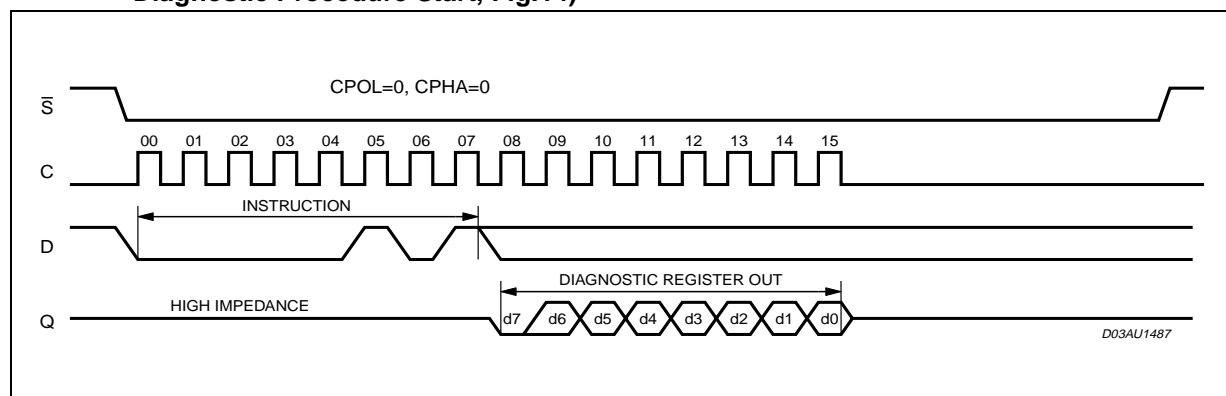 Diagnostic Procedure Start, Fig.14)
CPOL=0, CPHA=0
S
00 01 02 03 04 05 06 07 08 09 10 11 12 13 14 15
C
INSTRUCTION
D
DIAGNOSTIC REGISTER OUT
HIGH IMPEDANCE
Q d7 d6 d5 d4 d3 d2 d1 d0
D03AU1487